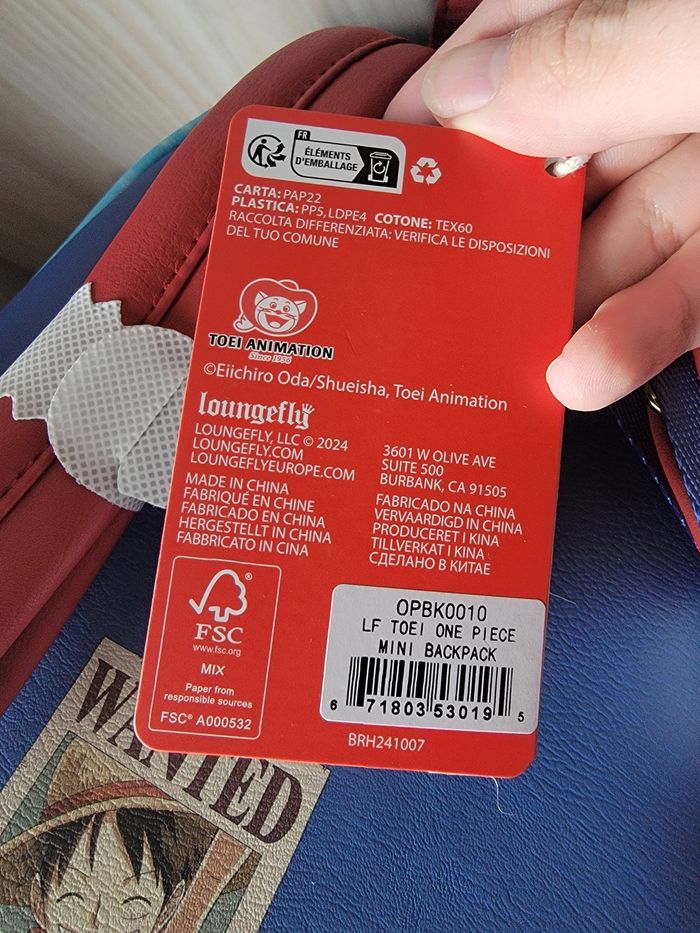 FR
ÉLÉMENTS
D'EMBALLAGE
CARTA: PAP22
PLASTICA: PP5, LDPE4 COTONE: TEX60
RACCOLTA DIFFERENZIATA: VERIFICA LE DISPOSIZIONI
DEL TUO COMUNE
TOEI ANIMATION
Since 1956
©Eiichiro Oda/Shueisha, Toei Animation
loungefly
LOUNGEFLY, LLC © 2024
LOUNGEFLY.COM
LOUNGEFLYEUROPE.COM
3601 W OLIVE AVE
SUITE 500
BURBANK, CA 91505
MADE IN CHINA
FABRIQUÉ EN CHINE
FABRICADO EN CHINA
HERGESTELLT IN CHINA
FABBRICATO IN CINA
FABRICADO NA CHINA
VERVAARDIGD IN CHINA
PRODUCERET I KINA
TILLVERKAT I KINA
СДЕЛАНО В КИТАЕ
FSC
®
www.fsc.org
MIX
Paper from
responsible sources
FSC® A000532
OPBK0010
LF TOEI ONE PIECE
MINI BACKPACK
6 71803 53019 5
BRH241007
WANTED